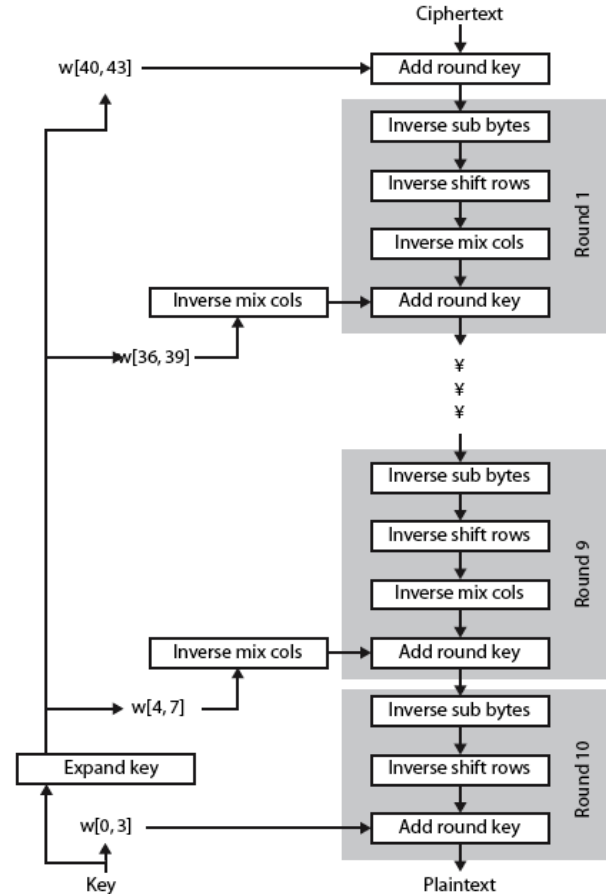 Ciphertext
w[40, 43]
Add round key
Inverse sub bytes
Inverse shift rows
Round 1
Inverse mix cols
Inverse mix cols
Add round key
w[36, 39]
¥
¥
¥
Inverse sub bytes
Inverse shift rows
Round 9
Inverse mix cols
Inverse mix cols
Add round key
w[4, 7]
Inverse sub bytes
Expand key
Inverse shift rows
Round 10
w[0, 3]
Add round key
Key
Plaintext